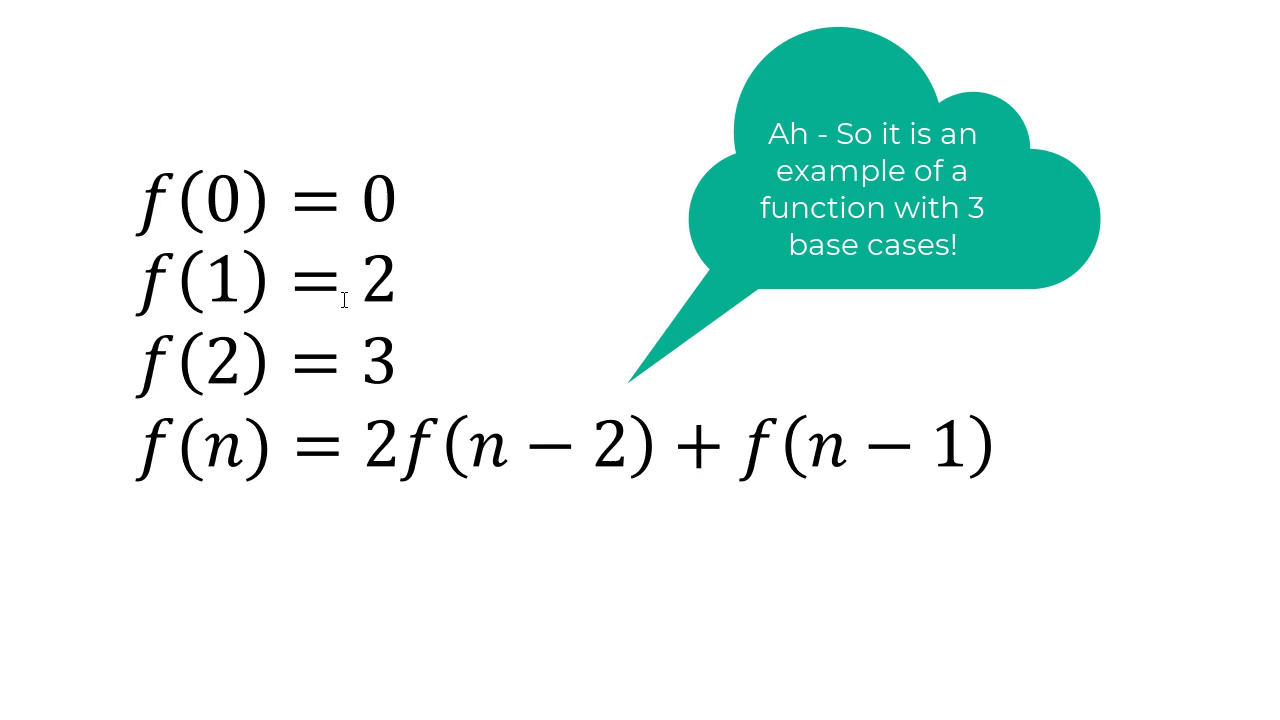 f(0) = 0
f(1) = 2
f(2) = 3
f(n) = 2f(n − 2) + f(n − 1)
Ah - So it is an
example of a
function with 3
base cases!